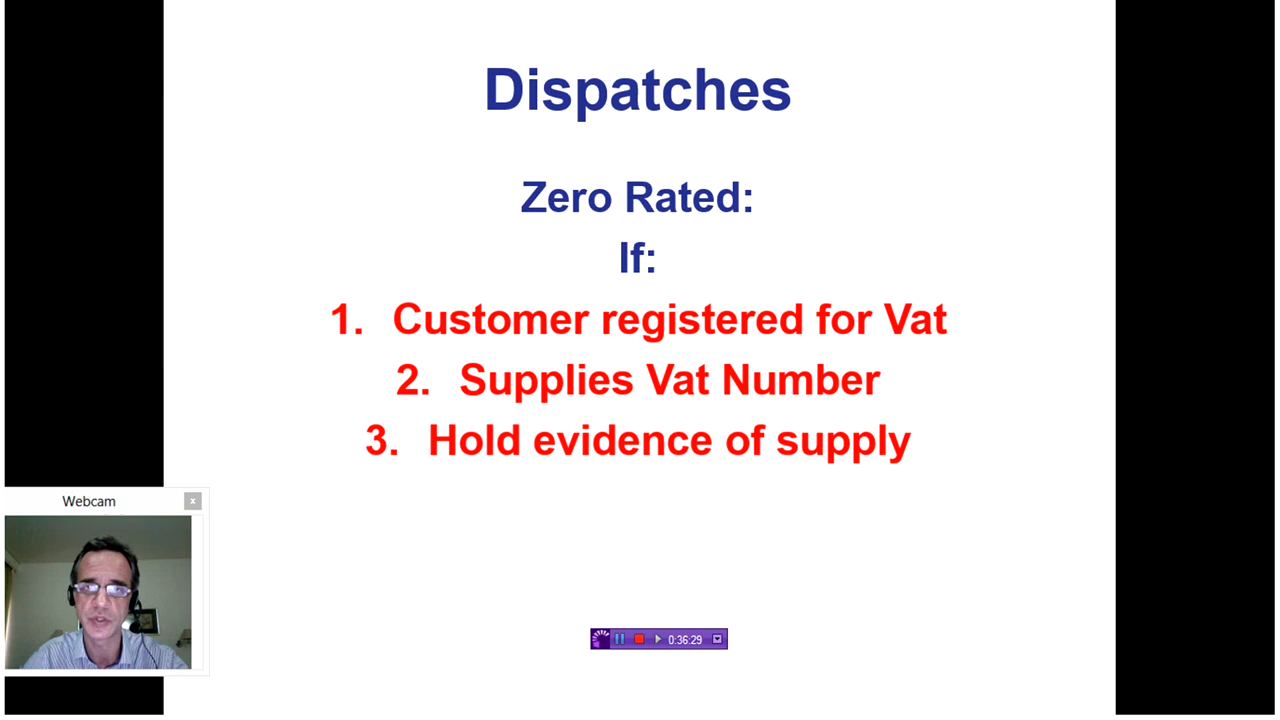 Dispatches
Zero Rated:
If:
1. Customer registered for Vat
2. Supplies Vat Number
3. Hold evidence of supply
Webcam
x
0:36:29